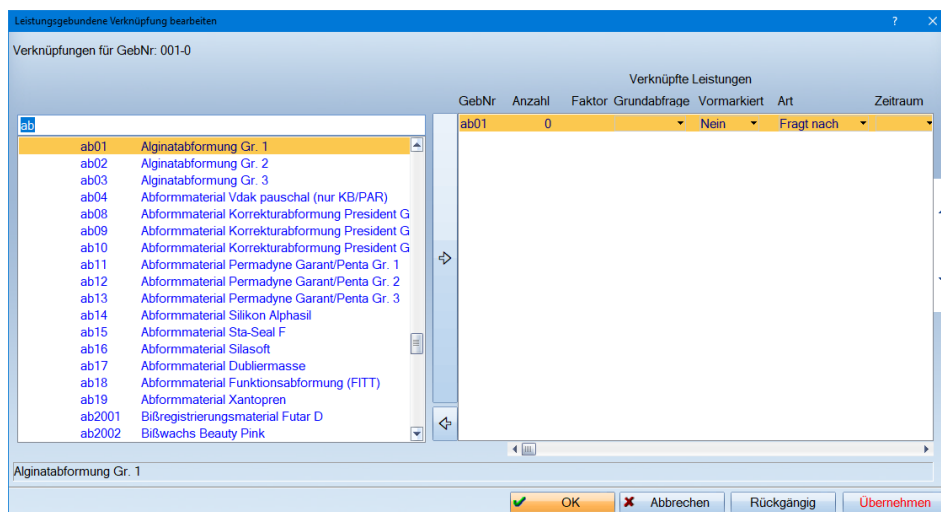 Leistungsgebundene Verknüpfung bearbeiten ? ×
Verknüpfungen für GebNr: 001-0
Verknüpfte Leistungen
GebNr Anzahl Faktor Grundabfrage Vormarkiert Art Zeitraum
ab
ab01 0 Nein Fragt nach
ab01 Alginatabformung Gr. 1
ab02 Alginatabformung Gr. 2
ab03 Alginatabformung Gr. 3
ab04 Abformmaterial Vdak pauschal (nur KB/PAR)
ab08 Abformmaterial Korrekturabformung President G
ab09 Abformmaterial Korrekturabformung President G
ab10 Abformmaterial Korrekturabformung President G
ab11 Abformmaterial Permadyne Garant/Penta Gr. 1
ab12 Abformmaterial Permadyne Garant/Penta Gr. 2
ab13 Abformmaterial Permadyne Garant/Penta Gr. 3
ab14 Abformmaterial Silikon Alphasil
ab15 Abformmaterial Sta-Seal F
ab16 Abformmaterial Silasoft
ab17 Abformmaterial Dubliermasse
ab18 Abformmaterial Funktionsabformung (FITT)
ab19 Abformmaterial Xantopren
ab2001 Bißregistrierungsmaterial Futar D
ab2002 Bißwachs Beauty Pink
Alginatabformung Gr. 1
OK Abbrechen Rückgängig Übernehmen